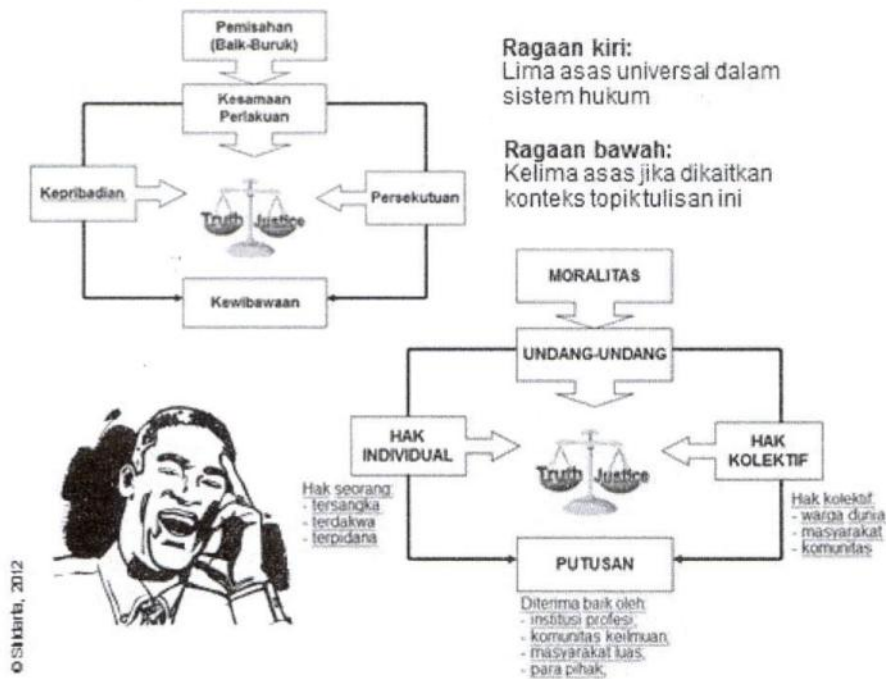 Pemisahan
(Baik-Buruk)
Kesamaan
Perlakuan
Kepribadian
Persekutuan
Truth Justice
Kewibawaan
Ragaan kiri:
Lima asas universal dalam
sistem hukum
Ragaan bawah:
Kelima asas jika dikaitkan
konteks topik tulisan ini
MORALITAS
UNDANG-UNDANG
HAK
INDIVIDUAL
HAK
KOLEKTIF
Truth Justice
Hak seorang:
- tersangka
- terdakwa
- terpidana
Hak kolektif:
- warga dunia
- masyarakat
- komunitas
PUTUSAN
Diterima baik oleh:
- institusi profesi,
- komunitas keilmuan,
- masyarakat luas,
- para pihak,
© Shidarta, 2012